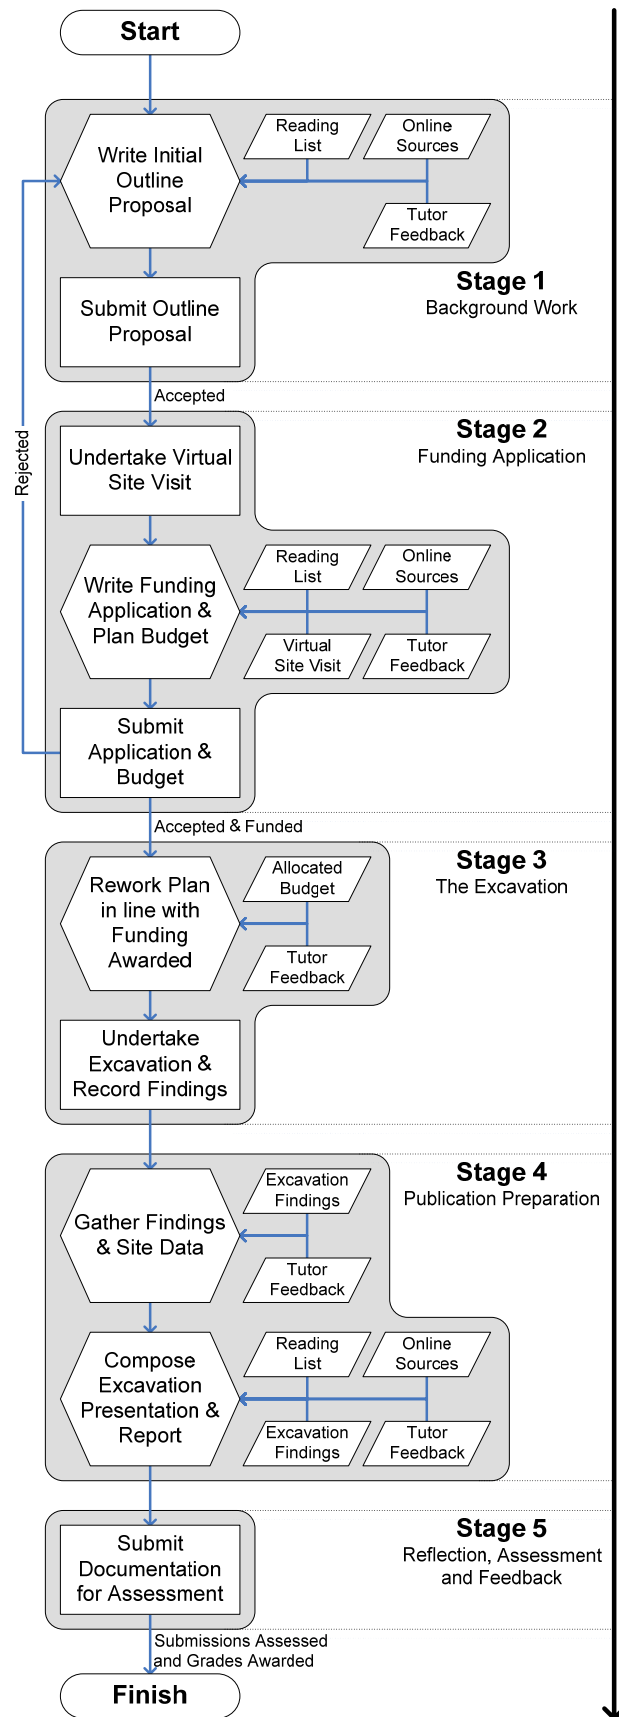 Start
Write Initial
Outline
Proposal
Reading
List
Online
Sources
Tutor
Feedback
Stage 1
Background Work
Submit Outline
Proposal
Accepted
Rejected
Stage 2
Funding Application
Undertake Virtual
Site Visit
Write Funding
Application &
Plan Budget
Reading
List
Online
Sources
Virtual
Site Visit
Tutor
Feedback
Submit
Application &
Budget
Accepted & Funded
Stage 3
The Excavation
Rework Plan
in line with
Funding
Awarded
Allocated
Budget
Tutor
Feedback
Undertake
Excavation &
Record Findings
Stage 4
Publication Preparation
Gather Findings
& Site Data
Excavation
Findings
Tutor
Feedback
Compose
Excavation
Presentation &
Report
Reading
List
Online
Sources
Excavation
Findings
Tutor
Feedback
Stage 5
Reflection, Assessment
and Feedback
Submit
Documentation
for Assessment
Submissions Assessed
and Grades Awarded
Finish